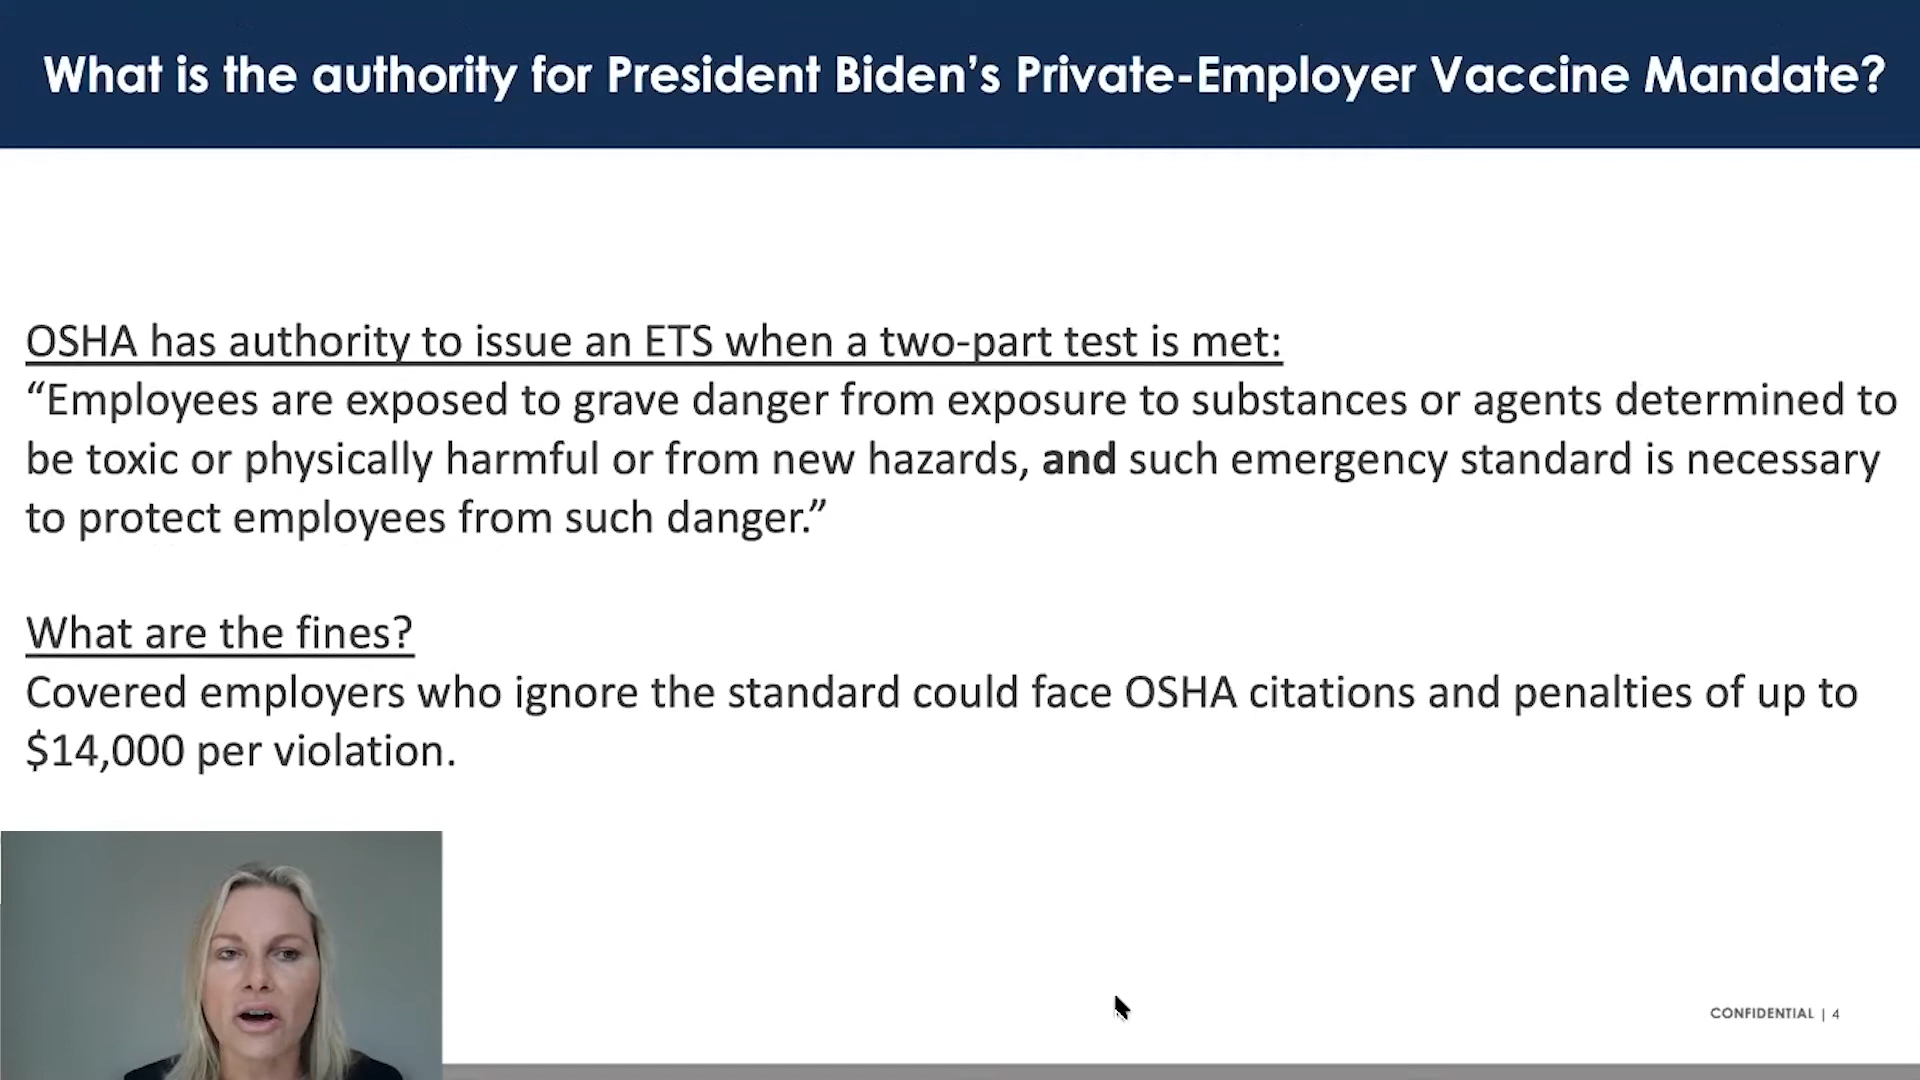 What is the authority for President Biden’s Private-Employer Vaccine Mandate?
OSHA has authority to issue an ETS when a two-part test is met:
“Employees are exposed to grave danger from exposure to substances or agents determined to
be toxic or physically harmful or from new hazards, and such emergency standard is necessary
to protect employees from such danger.”
What are the fines?
Covered employers who ignore the standard could face OSHA citations and penalties of up to
$14,000 per violation.
CONFIDENTIAL | 4